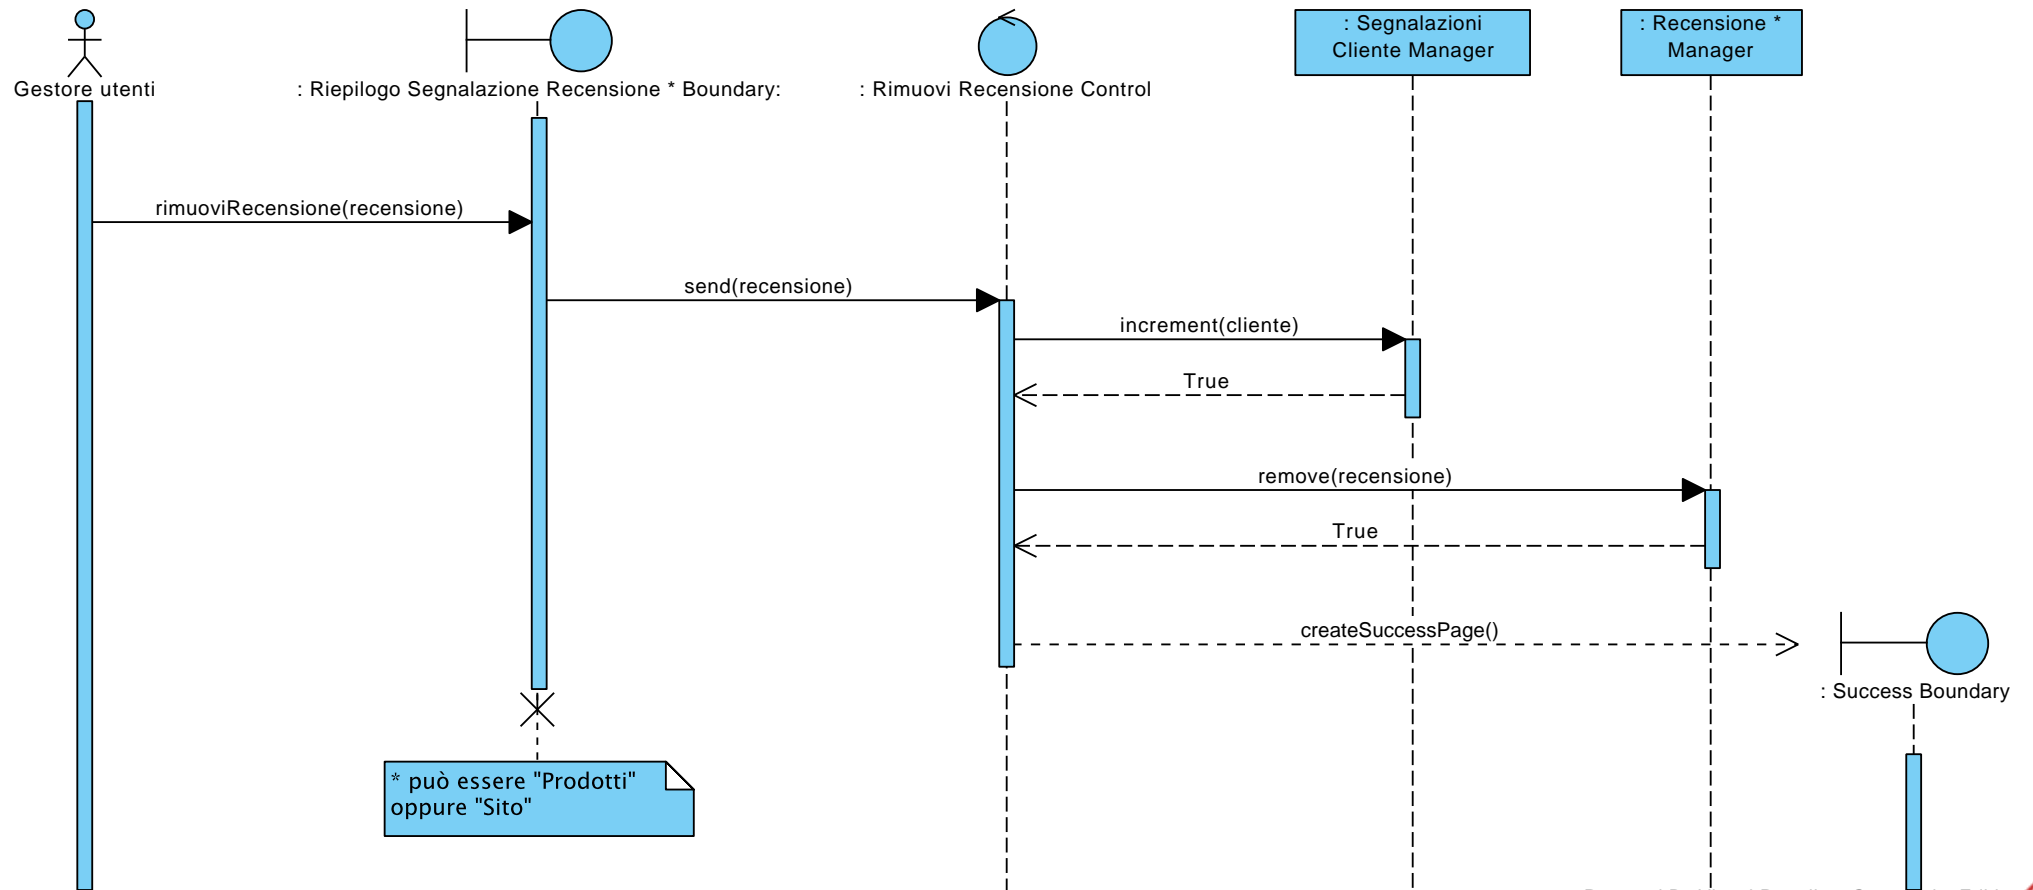 : Segnalazioni
Cliente Manager
: Recensione *
Manager
Gestore utenti
: Riepilogo Segnalazione Recensione * Boundary:
: Rimuovi Recensione Control
rimuoviRecensione(recensione)
send(recensione)
increment(cliente)
True
remove(recensione)
True
createSuccessPage()
: Success Boundary
* può essere "Prodotti"
oppure "Sito"